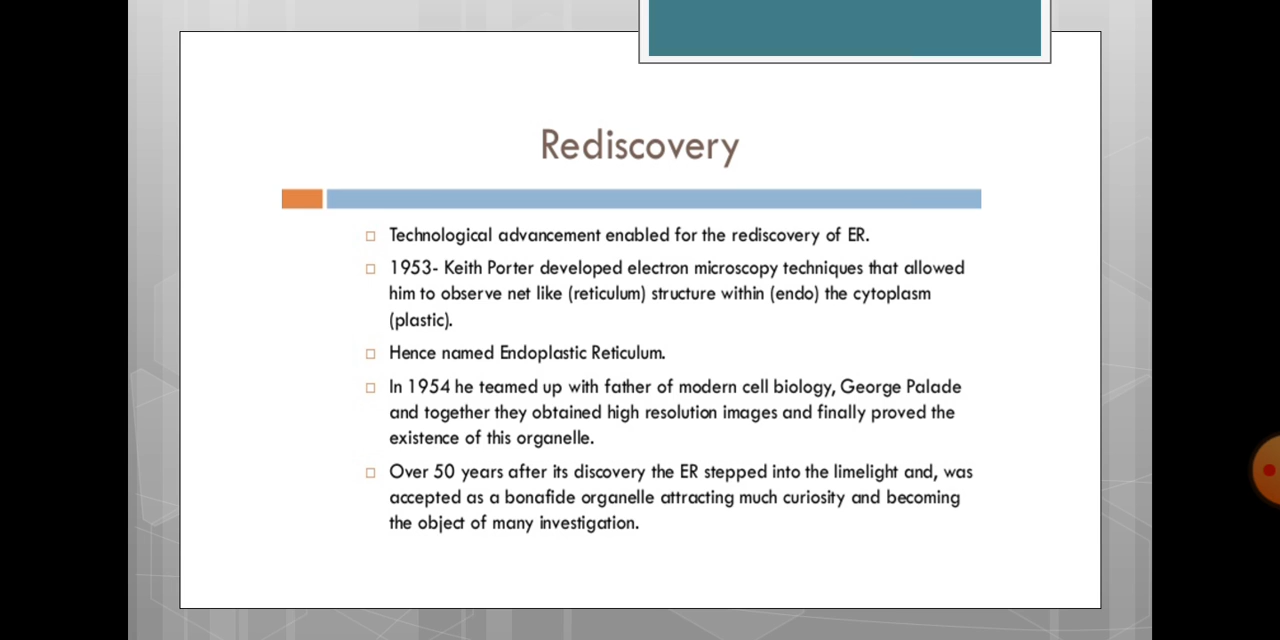 Rediscovery
Technological advancement enabled for the rediscovery of ER.
1953- Keith Porter developed electron microscopy techniques that allowed
him to observe net like (reticulum) structure within (endo) the cytoplasm
(plastic).
Hence named Endoplastic Reticulum.
In 1954 he teamed up with father of modern cell biology, George Palade
and together they obtained high resolution images and finally proved the
existence of this organelle.
Over 50 years after its discovery the ER stepped into the limelight and, was
accepted as a bonafide organelle attracting much curiosity and becoming
the object of many investigation.